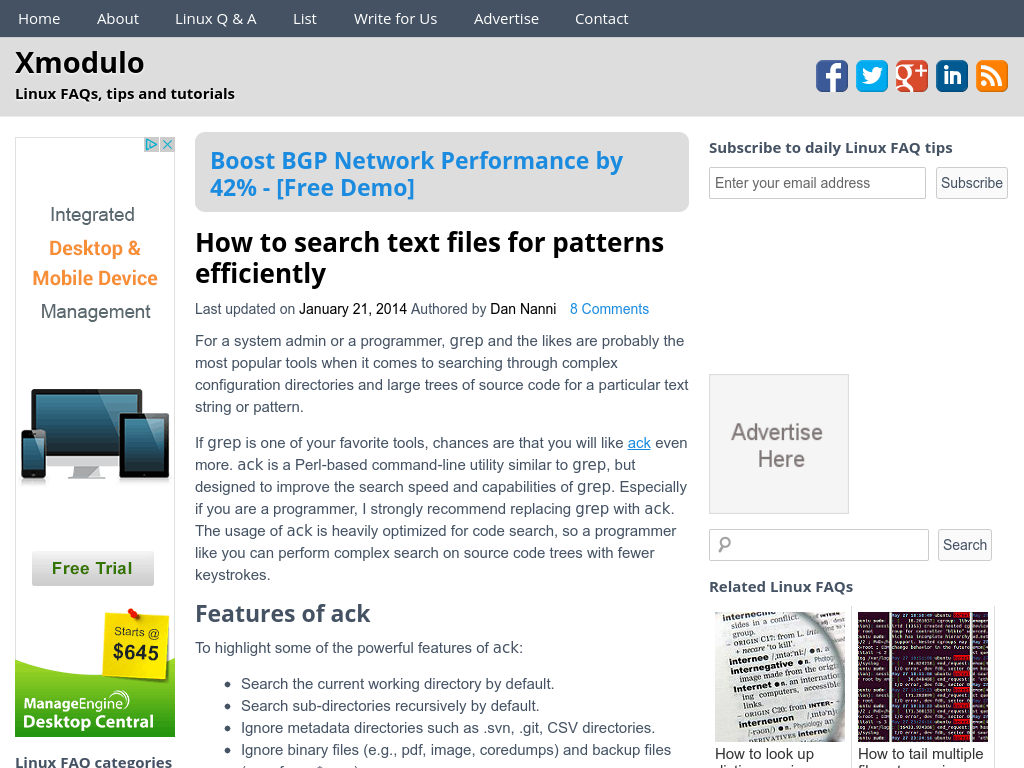 Home About Linux Q & A List Write for Us Advertise Contact
Xmodulo
Linux FAQs, tips and tutorials
Integrated
Desktop &
Mobile Device
Management
Free Trial
Starts @
$645
ManageEngine
Desktop Central
Linux FAQ categories
Boost BGP Network Performance by
42% - [Free Demo]
How to search text files for patterns
efficiently
Last updated on January 21, 2014 Authored by Dan Nanni 8 Comments
For a system admin or a programmer, grep and the likes are probably the
most popular tools when it comes to searching through complex
configuration directories and large trees of source code for a particular text
string or pattern.
If grep is one of your favorite tools, chances are that you will like ack even
more. ack is a Perl-based command-line utility similar to grep, but
designed to improve the search speed and capabilities of grep. Especially
if you are a programmer, I strongly recommend replacing grep with ack.
The usage of ack is heavily optimized for code search, so a programmer
like you can perform complex search on source code trees with fewer
keystrokes.
Features of ack
To highlight some of the powerful features of ack:
Search the current working directory by default.
Search sub-directories recursively by default.
Ignore metadata directories such as .svn, .git, CSV directories.
Ignore binary files (e.g., pdf, image, coredumps) and backup files
Subscribe to daily Linux FAQ tips
Enter your email address Subscribe
Advertise
Here
Search
Related Linux FAQs
sides in a conflict.
group.
internee
internegative
Internet
interneuron
How to look up
How to tail multiple